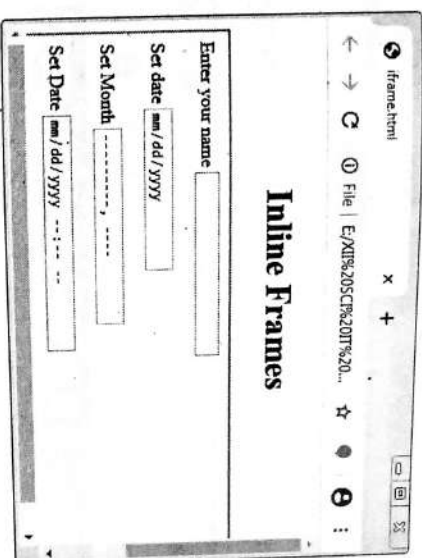 iframe.html × +
File | E:/XII%20SCI%20IT%20...
Inline Frames
Enter your name
Set date mm/dd/yyyy
Set Month ---------, ----
Set Date mm/dd/yyyy --:-- --